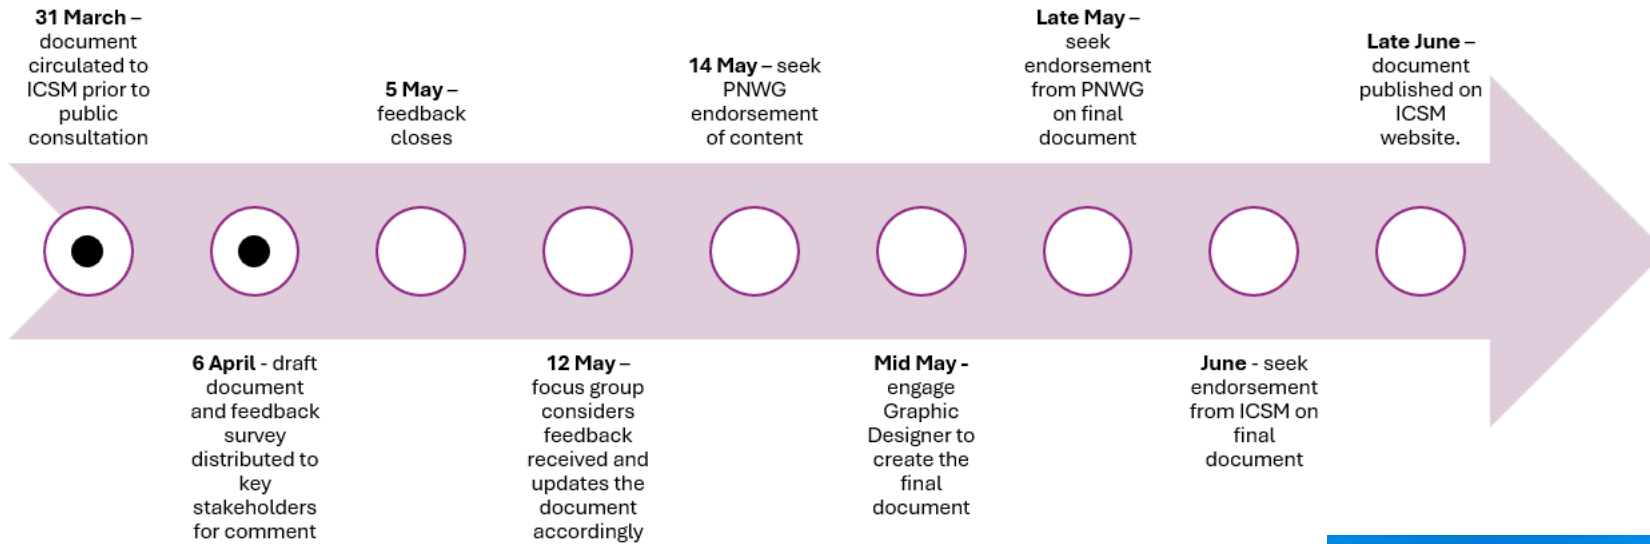 31 March –
document
circulated to
ICSM prior to
public
consultation
5 May –
feedback
closes
14 May – seek
PNWG
endorsement
of content
Late May –
seek
endorsement
from PNWG
on final
document
Late June –
document
published on
ICSM
website.
6 April - draft
document
and feedback
survey
distributed to
key
stakeholders
for comment
12 May –
focus group
considers
feedback
received and
updates the
document
accordingly
Mid May -
engage
Graphic
Designer to
create the
final
document
June - seek
endorsement
from ICSM on
final
document